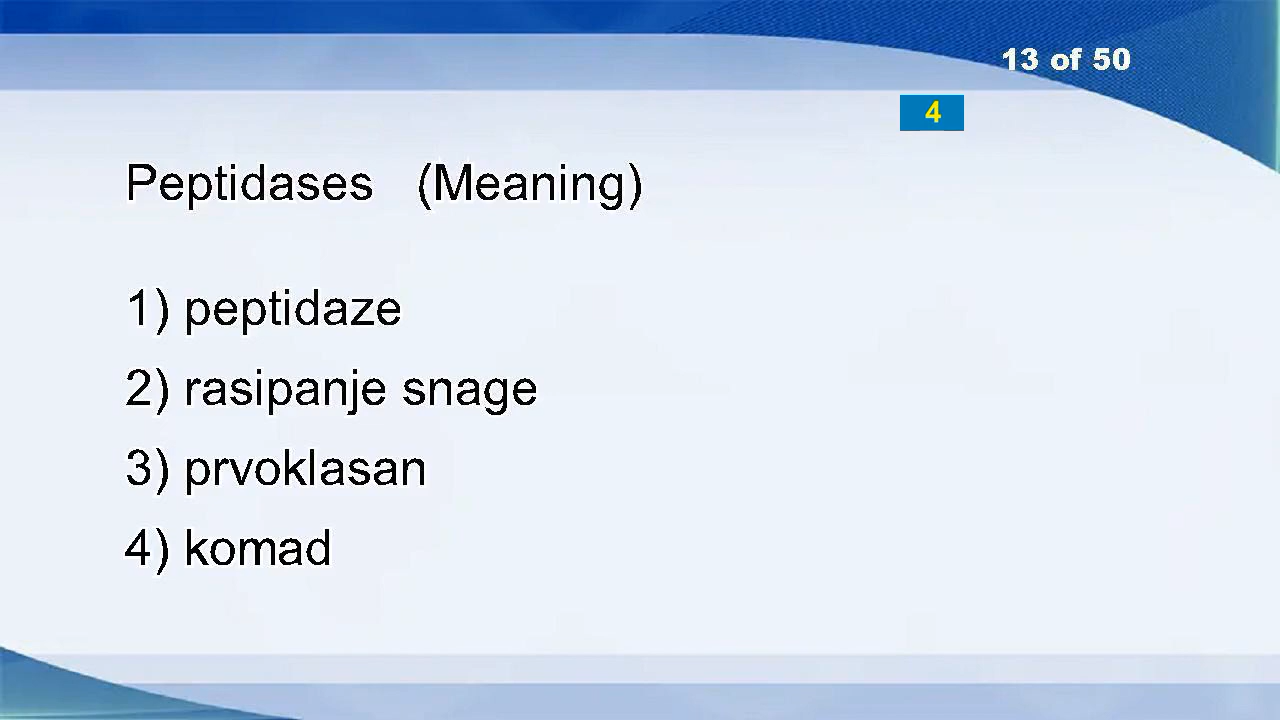 13 of 50
4
Peptidases (Meaning)
1) peptidaze
2) rasipanje snage
3) prvoklasan
4) komad